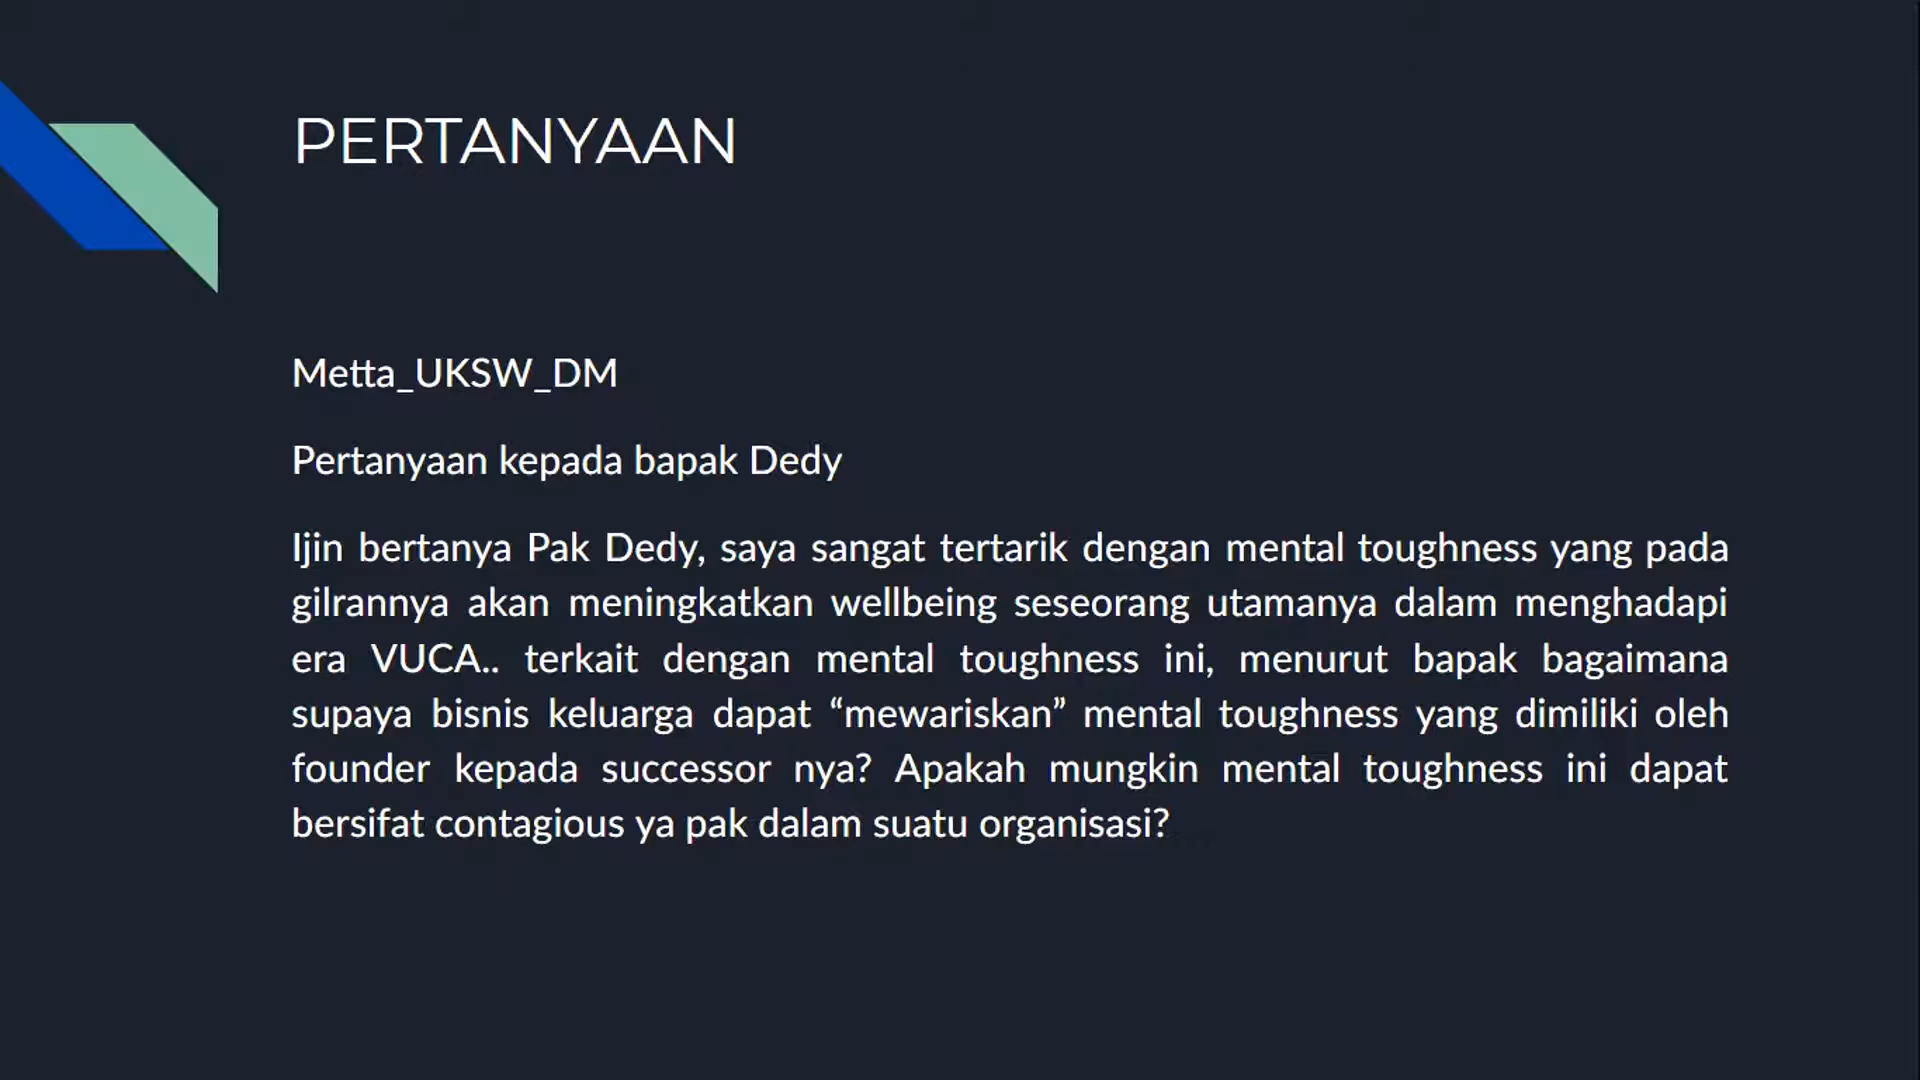 PERTANYAAN
Metta_UKSW_DM
Pertanyaan kepada bapak Dedy
Ijin bertanya Pak Dedy, saya sangat tertarik dengan mental toughness yang pada
gilrannya akan meningkatkan wellbeing seseorang utamanya dalam menghadapi
era VUCA.. terkait dengan mental toughness ini, menurut bapak bagaimana
supaya bisnis keluarga dapat “mewariskan” mental toughness yang dimiliki oleh
founder kepada successor nya? Apakah mungkin mental toughness ini dapat
bersifat contagious ya pak dalam suatu organisasi?